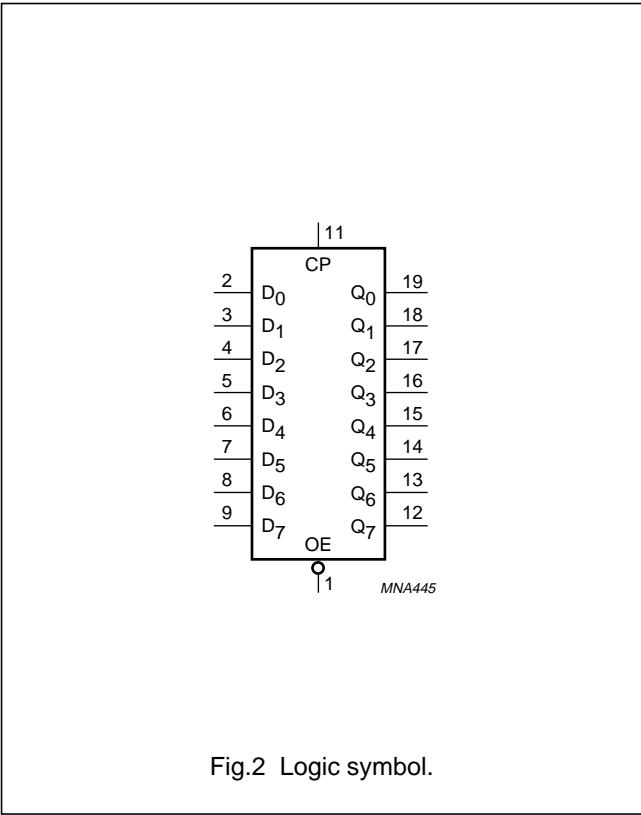 11
CP
2 D0 Q0 19
3 D1 Q1 18
4 D2 Q2 17
5 D3 Q3 16
6 D4 Q4 15
7 D5 Q5 14
8 D6 Q6 13
9 D7 Q7 12
OE
1 MNA445
Fig.2 Logic symbol.